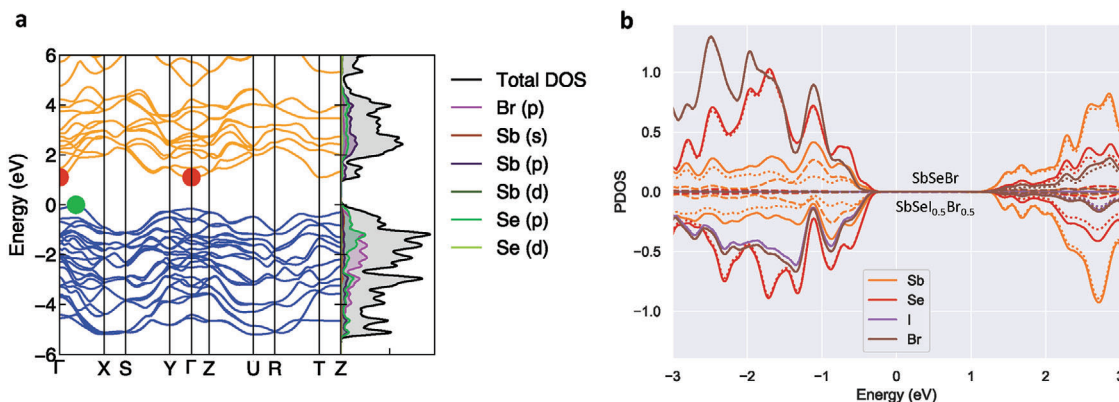 a
6
4
2
0
−2
−4
−6
Energy (eV)
Γ X S Y Γ Z U R T Z
Total DOS
Br (p)
Sb (s)
Sb (p)
Sb (d)
Se (p)
Se (d)
b
1.0
0.5
0.0
−0.5
−1.0
PDOS
SbSeBr
SbSeI0.5Br0.5
Sb
Se
I
Br
−3 −2 −1 0 1 2 3
Energy (eV)